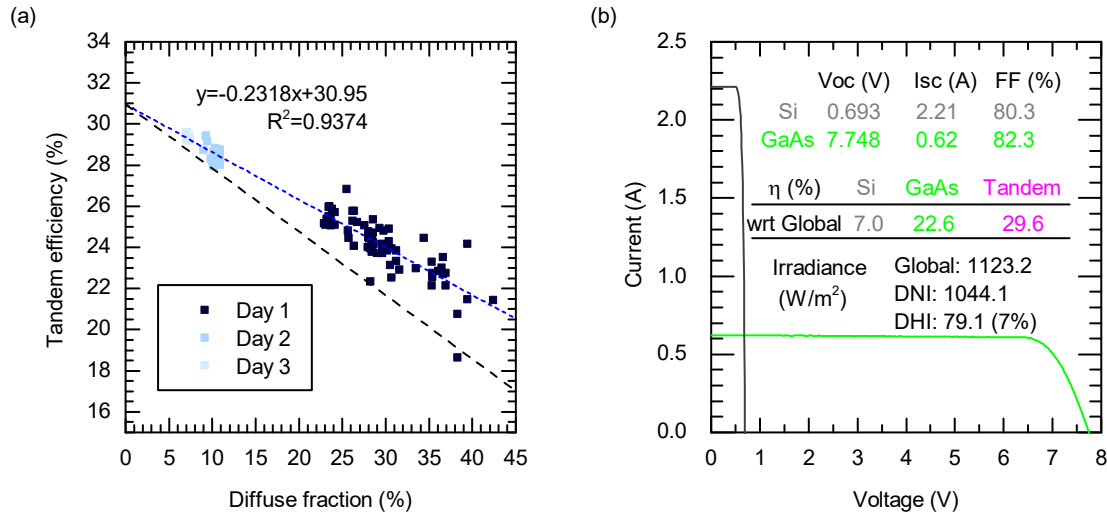 (a)
34
32
30
28
26
24
22
20
18
16
Tandem efficiency (%)
y=-0.2318x+30.95
R²=0.9374
Day 1
Day 2
Day 3
0 5 10 15 20 25 30 35 40 45
Diffuse fraction (%)
(b)
2.5
2.0
1.5
1.0
0.5
0.0
Current (A)
Voc (V) Isc (A) FF (%)
Si 0.693 2.21 80.3
GaAs 7.748 0.62 82.3
η (%) Si GaAs Tandem
wrt Global 7.0 22.6 29.6
Irradiance
(W/m²)
Global: 1123.2
DNI: 1044.1
DHI: 79.1 (7%)
0 1 2 3 4 5 6 7 8
Voltage (V)